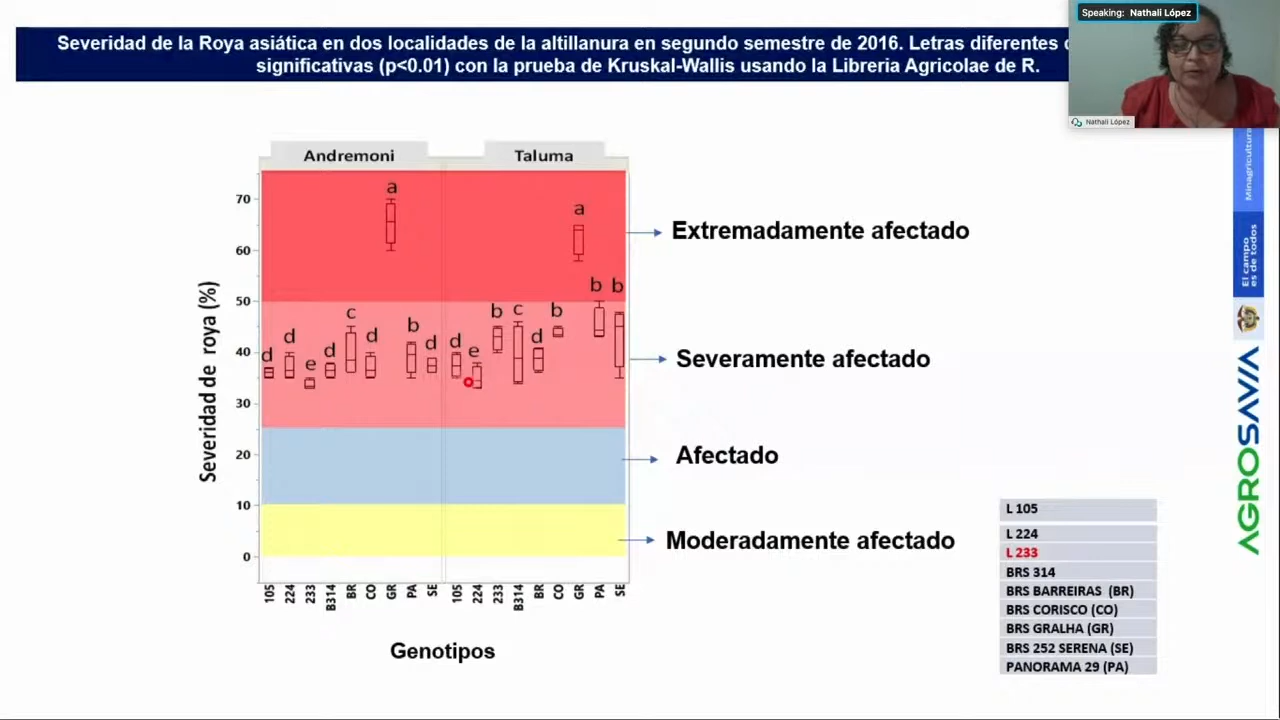 Speaking: Nathali López
Severidad de la Roya asiática en dos localidades de la altillanura en segundo semestre de 2016. Letras diferentes
significativas (p<0.01) con la prueba de Kruskal-Wallis usando la Libreria Agricolae de R.
Nathali López
Andremoni Taluma
Severidad de roya (%)
70
60
50
40
30
20
10
0
a
a
d d e d c d b d
d e b c d b b b
Extremadamente afectado
Severamente afectado
Afectado
Moderadamente afectado
105 224 233 B314 BR CO GR PA SE 105 224 233 B314 BR CO GR PA SE
Genotipos
L 105
L 224
L 233
BRS 314
BRS BARREIRAS (BR)
BRS CORISCO (CO)
BRS GRALHA (GR)
BRS 252 SERENA (SE)
PANORAMA 29 (PA)
Minagricultura
El campo
es de todos
AGROSAVIA